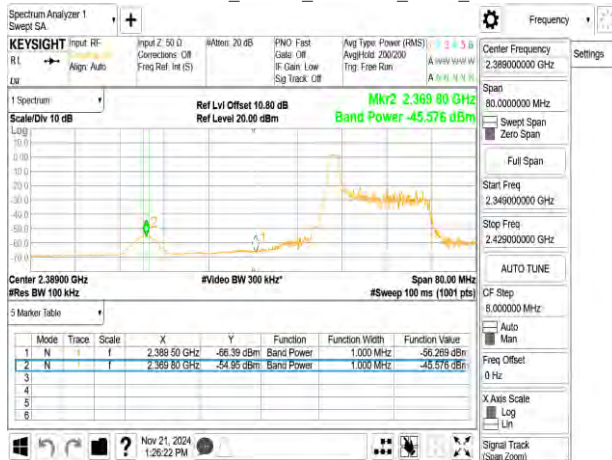 Spectrum Analyzer 1
Swept SA
+
Frequency
KEYSIGHT
Input: RF
Input Z: 50 Ω
#Atten: 20 dB
PNO: Fast
Avg Type: Power (RMS)
RL
Corrections: Off
Gate: Off
Avg|Hold: 200/200
Align: Auto
Freq Ref: Int (S)
IF Gain: Low
Trig: Free Run
Sig Track: Off
1 Spectrum
Ref Lvl Offset 10.80 dB
Mkr2 2.369 80 GHz
Scale/Div 10 dB
Ref Level 20.00 dBm
Band Power -45.576 dBm
Log
Center 2.38900 GHz
#Video BW 300 kHz*
Span 80.00 MHz
#Res BW 100 kHz
#Sweep 100 ms (1001 pts)
5 Marker Table
Mode Trace Scale X Y Function Function Width Function Value
1 N 1 f 2.389 50 GHz -66.39 dBm Band Power 1.000 MHz -56.269 dBm
2 N 1 f 2.369 80 GHz -54.95 dBm Band Power 1.000 MHz -45.576 dBm
3
4
5
6
Nov 21, 2024
1:26:22 PM
Center Frequency
2.389000000 GHz
Settings
Span
80.0000000 MHz
Swept Span
Zero Span
Full Span
Start Freq
2.349000000 GHz
Stop Freq
2.429000000 GHz
AUTO TUNE
CF Step
8.000000 MHz
Auto
Man
Freq Offset
0 Hz
X Axis Scale
Log
Lin
Signal Track
(Span Zoom)